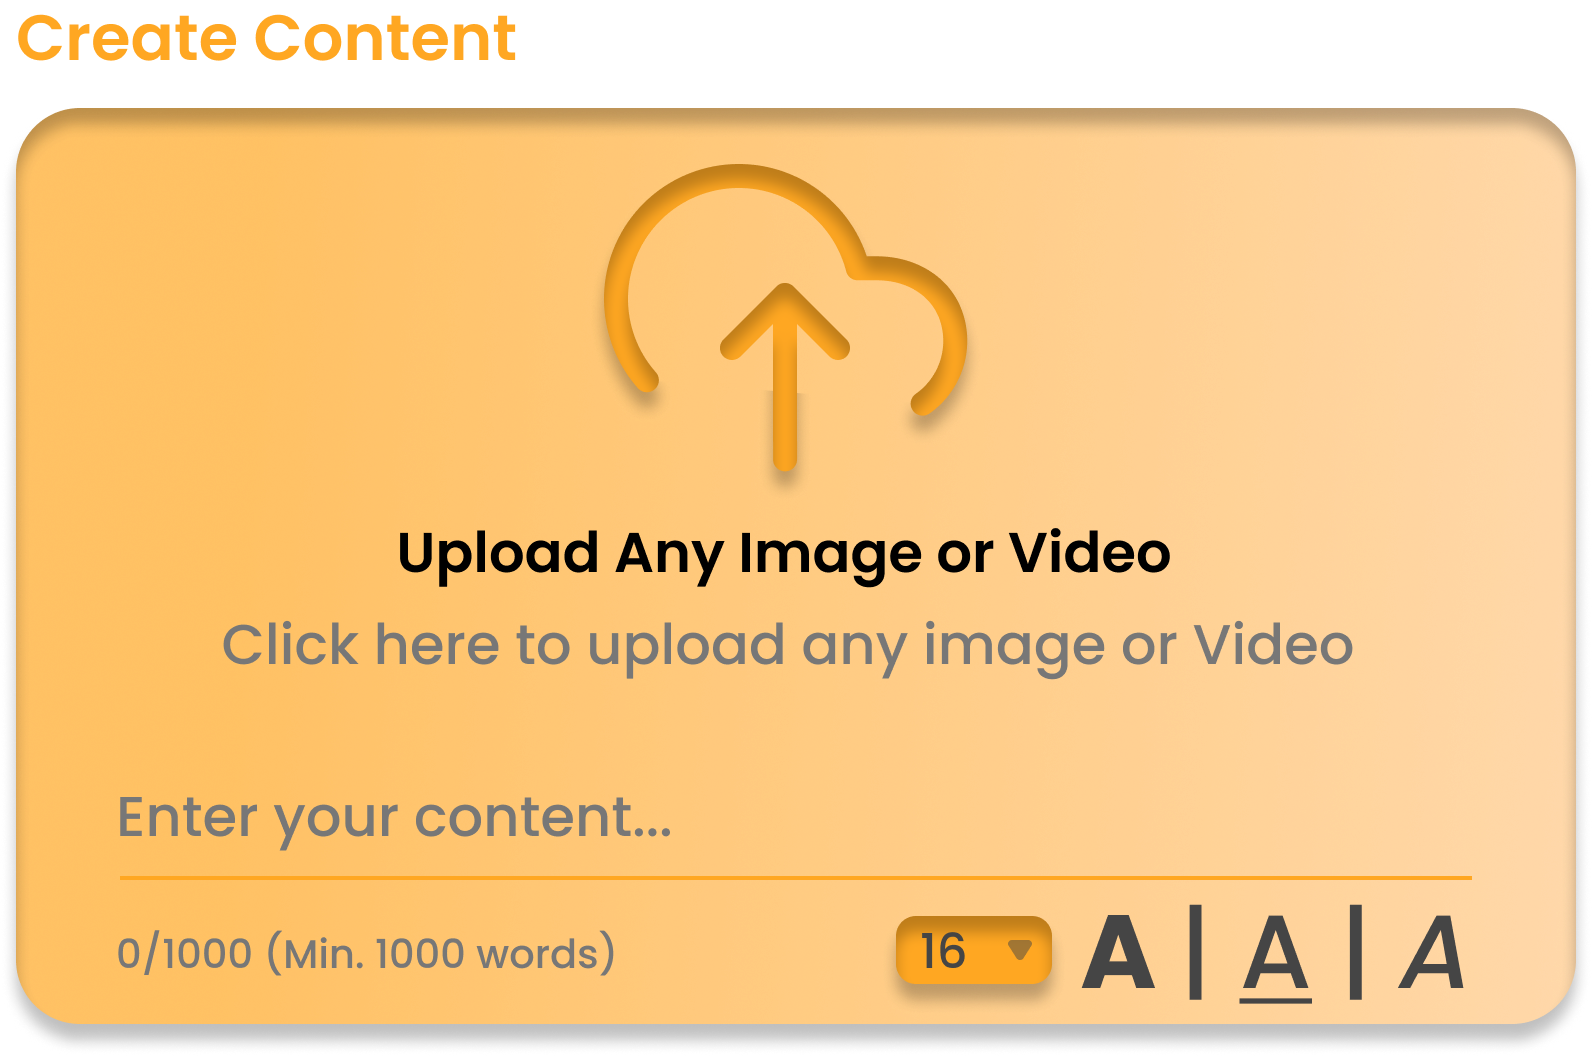 Create Content
Upload Any Image or Video
Click here to upload any image or Video
Enter your content...
0/1000 (Min. 1000 words)
16 A | A | A